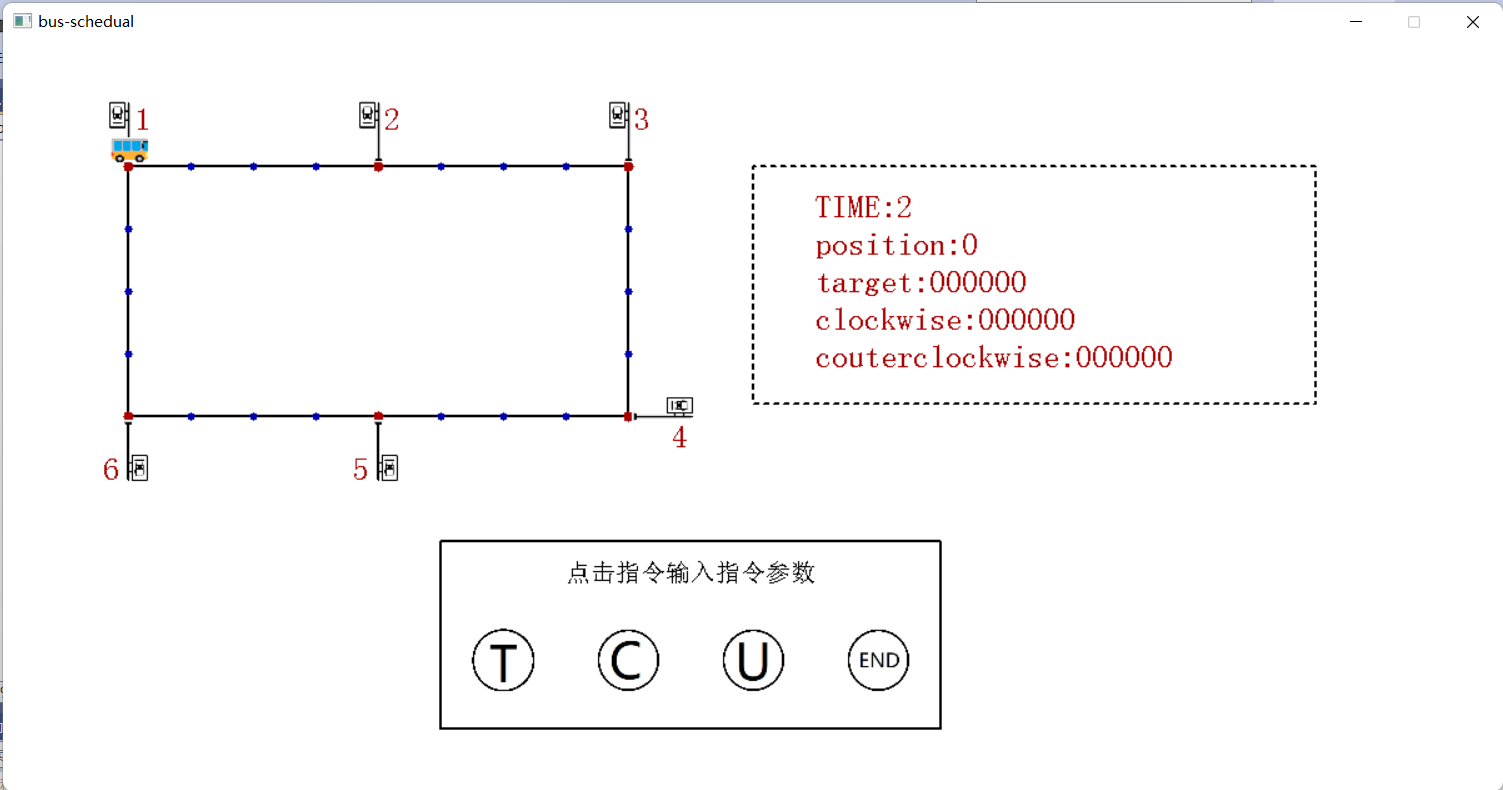 bus-schedual
1
2
3
TIME:2
position:0
target:000000
clockwise:000000
couterclockwise:000000
4
6
5
点击指令输入指令参数
T
C
U
END